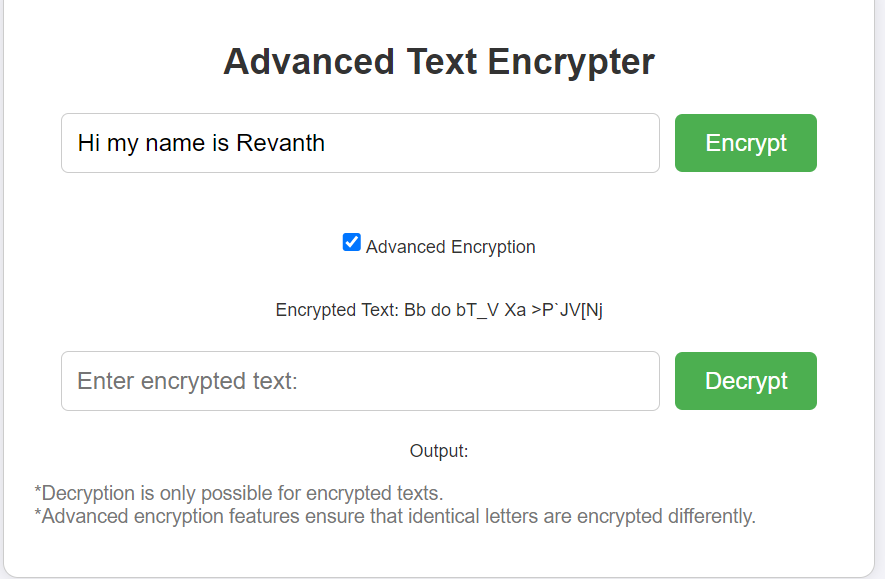 Advanced Text Encrypter
Hi my name is Revanth
Encrypt
Advanced Encryption
Encrypted Text: Bb do bT_V Xa >P`JV[Nj
Enter encrypted text:
Decrypt
Output:
*Decryption is only possible for encrypted texts.
*Advanced encryption features ensure that identical letters are encrypted differently.